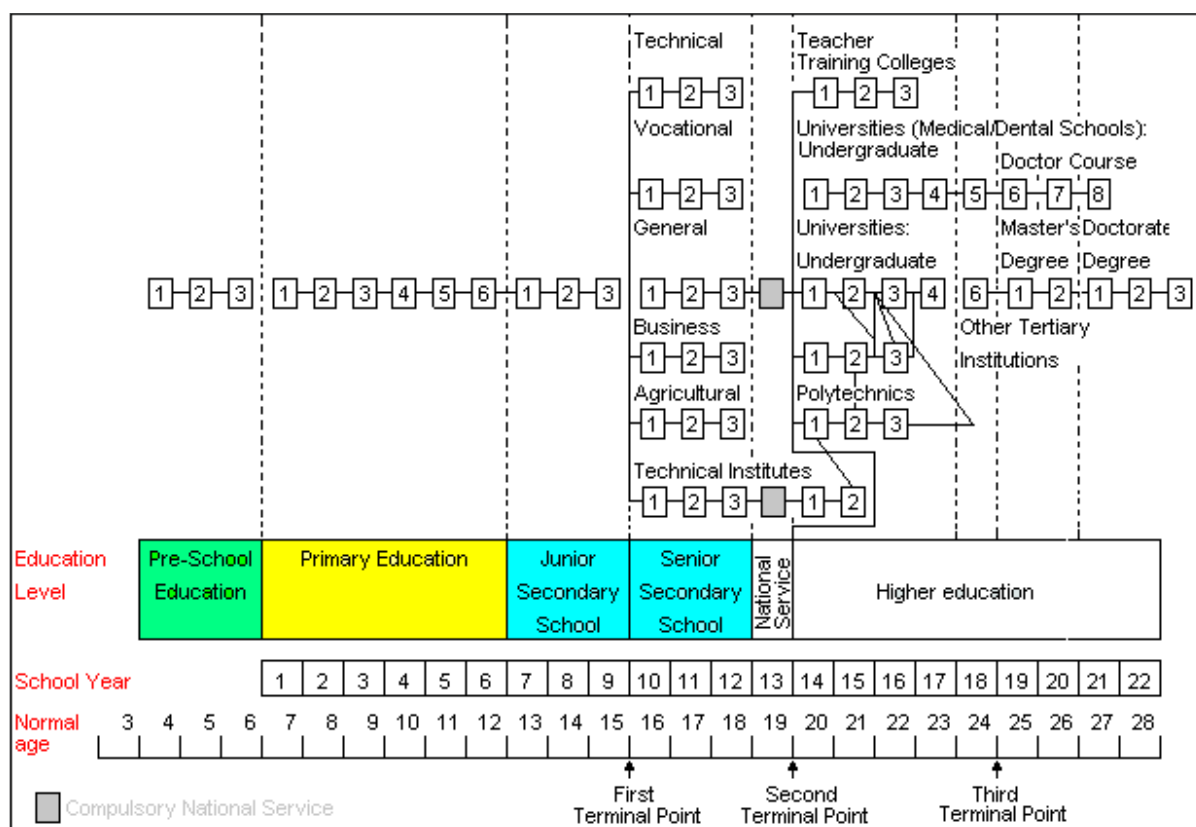 Technical Teacher
Training Colleges
1 2 3 1 2 3
Vocational Universities (Medical/Dental Schools):
Undergraduate Doctor Course
1 2 3 1 2 3 4 5 6 7 8
General Universities: Master's Doctorate
Undergraduate Degree Degree
1 2 3 1 2 3 4 5 6 1 2 3 1 2 3 1 2 3 4 6 1 2 1 2 3
Business Other Tertiary
1 2 3 1 2 3 Institutions
Agricultural Polytechnics
1 2 3 1 2 3
Technical Institutes
1 2 3 1 2
Education Pre-School Primary Education Junior Senior National Higher education
Level Education Secondary Secondary Service
School School
School Year 1 2 3 4 5 6 7 8 9 10 11 12 13 14 15 16 17 18 19 20 21 22
Normal 3 4 5 6 7 8 9 10 11 12 13 14 15 16 17 18 19 20 21 22 23 24 25 26 27 28
age
First Second Third
Terminal Point Terminal Point Terminal Point
Compulsory National Service